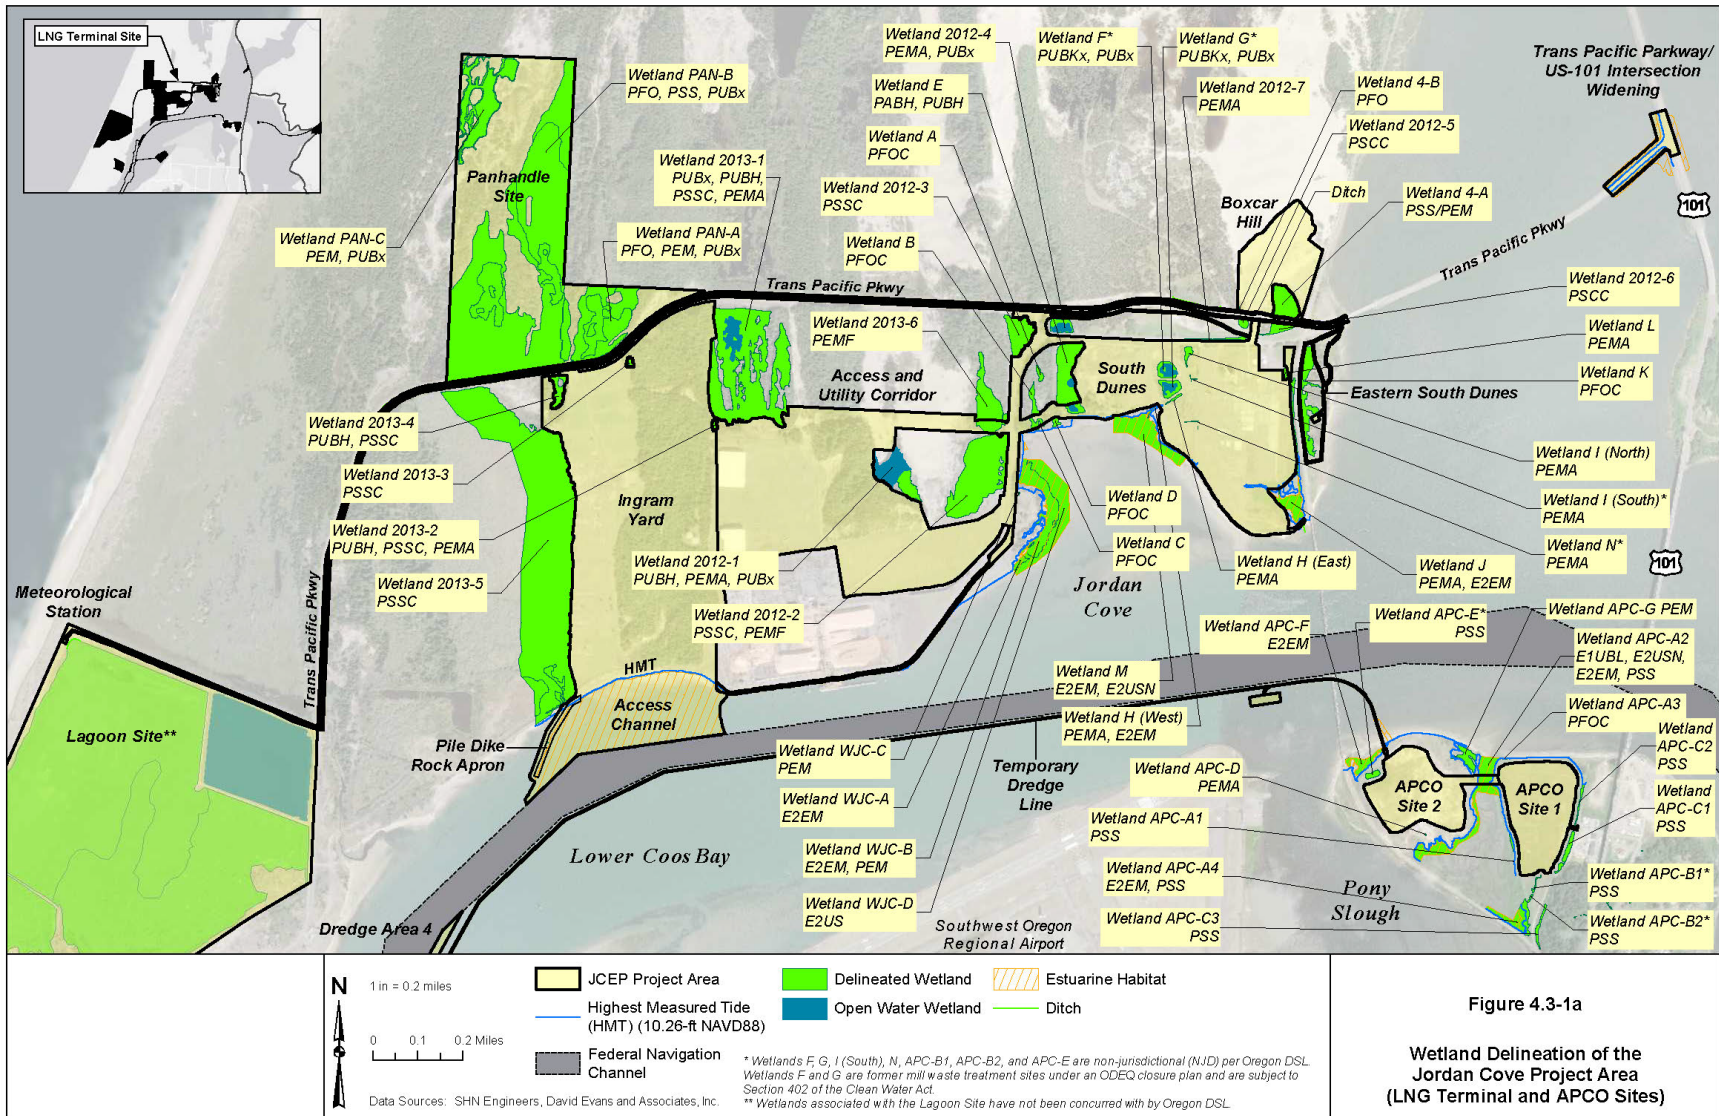 LNG Terminal Site
Wetland PAN-B
PFO, PSS, PUBx
Wetland 2012-4
PEMA, PUBx
Wetland F*
PUBKx, PUBx
Wetland G*
PUBKx, PUBx
Trans Pacific Parkway/
US-101 Intersection
Widening
Wetland E
PABH, PUBH
Wetland 2012-7
PEMA
Wetland 4-B
PFO
Wetland A
PFOC
Wetland 2012-5
PSCC
Wetland 2013-1
PUBx, PUBH,
PSSC, PEMA
Panhandle
Site
Wetland 2012-3
PSSC
Boxcar
Hill
Ditch
Wetland 4-A
PSS/PEM
101
Wetland PAN-C
PEM, PUBx
Wetland PAN-A
PFO, PEM, PUBx
Wetland B
PFOC
Trans Pacific Pkwy
Trans Pacific Pkwy
Wetland 2012-6
PSCC
Wetland 2013-6
PEMF
Wetland L
PEMA
Access and
Utility Corridor
South
Dunes
Wetland K
PFOC
Eastern South Dunes
Wetland 2013-4
PUBH, PSSC
Wetland 2013-3
PSSC
Wetland I (North)
PEMA
Ingram
Yard
Wetland D
PFOC
Wetland I (South)*
PEMA
Wetland 2013-2
PUBH, PSSC, PEMA
Wetland C
PFOC
Wetland N*
PEMA
Wetland 2012-1
PUBH, PEMA, PUBx
Wetland H (East)
PEMA
Wetland J
PEMA, E2EM
101
Wetland 2013-5
PSSC
Jordan
Cove
Meteorological
Station
Wetland 2012-2
PSSC, PEMF
Wetland APC-F
E2EM
Wetland APC-E*
PSS
Wetland APC-G PEM
Wetland APC-A2
E1UBL, E2USN,
E2EM, PSS
Trans Pacific Pkwy
HMT
Wetland M
E2EM, E2USN
Access
Channel
Wetland H (West)
PEMA, E2EM
Wetland APC-A3
PFOC
Lagoon Site**
Wetland
APC-C2
PSS
Pile Dike
Rock Apron
Wetland WJC-C
PEM
Temporary
Dredge
Line
Wetland APC-D
PEMA
APCO
Site 2
APCO
Site 1
Wetland
APC-C1
PSS
Wetland WJC-A
E2EM
Wetland APC-A1
PSS
Lower Coos Bay
Wetland WJC-B
E2EM, PEM
Wetland APC-A4
E2EM, PSS
Pony
Slough
Wetland APC-B1*
PSS
Wetland WJC-D
E2US
Wetland APC-C3
PSS
Wetland APC-B2*
PSS
Dredge Area 4
Southwest Oregon
Regional Airport
N
1 in = 0.2 miles
0 0.1 0.2 Miles
JCEP Project Area
Highest Measured Tide
(HMT) (10.26-ft NAVD88)
Federal Navigation
Channel
Delineated Wetland
Open Water Wetland
Estuarine Habitat
Ditch
* Wetlands F, G, I (South), N, APC-B1, APC-B2, and APC-E are non-jurisdictional (NJD) per Oregon DSL.
Wetlands F and G are former mill waste treatment sites under an ODEQ closure plan and are subject to
Section 402 of the Clean Water Act.
** Wetlands associated with the Lagoon Site have not been concurred with by Oregon DSL.
Data Sources: SHN Engineers, David Evans and Associates, Inc.
Figure 4.3-1a
Wetland Delineation of the
Jordan Cove Project Area
(LNG Terminal and APCO Sites)